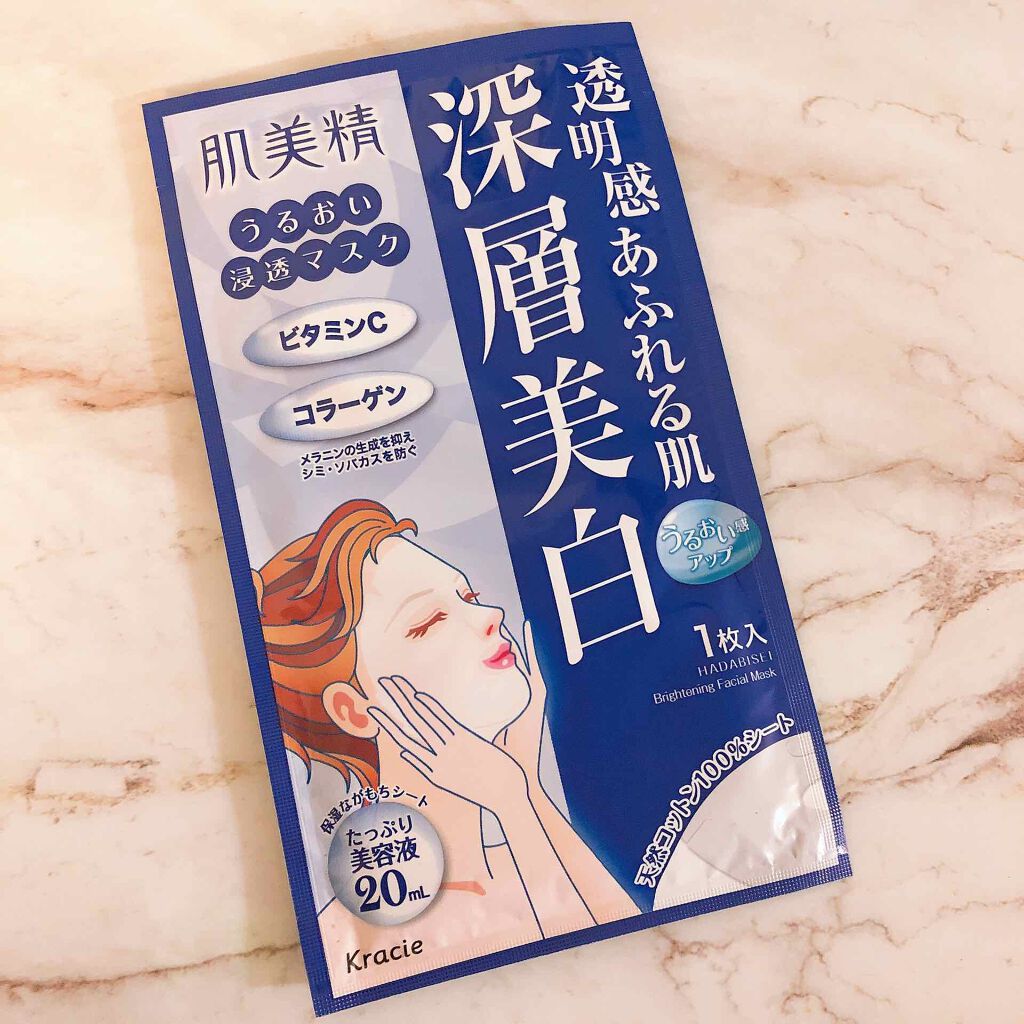 肌美精
うるおい
浸透マスク
ビタミンC
コラーゲン
メラニンの生成を抑え
シミ・ソバカスを防ぐ
透明感あふれる肌
深層美白
うるおい感
アップ
1枚入
HADABISEI
Brightening Facial Mask
天然コットン100%シート
保湿ながもちシート
たっぷり
美容液
20mL
Kracie